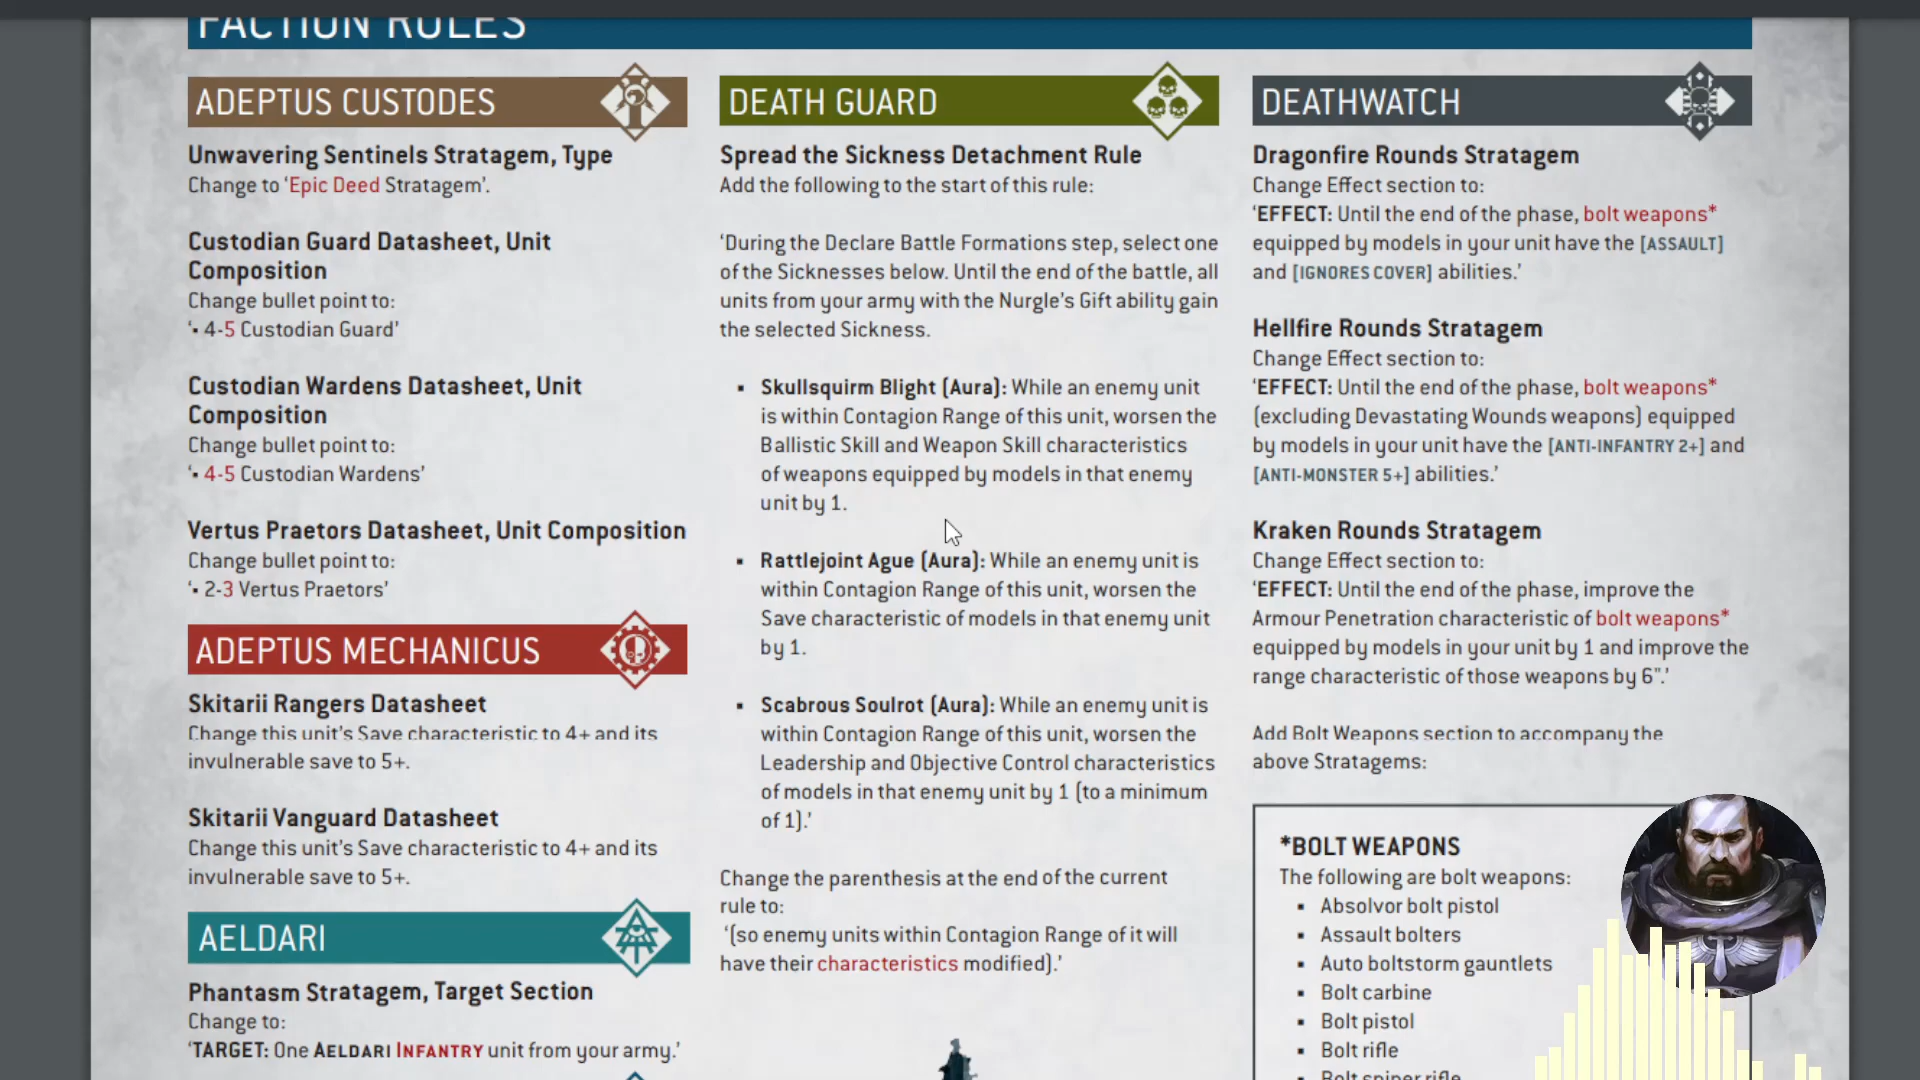 FACTION RULES
ADEPTUS CUSTODES
Unwavering Sentinels Stratagem, Type
Change to ‘Epic Deed Stratagem’.
Custodian Guard Datasheet, Unit
Composition
Change bullet point to:
‘▪ 4-5 Custodian Guard’
Custodian Wardens Datasheet, Unit
Composition
Change bullet point to:
‘▪ 4-5 Custodian Wardens’
Vertus Praetors Datasheet, Unit Composition
Change bullet point to:
‘▪ 2-3 Vertus Praetors’
ADEPTUS MECHANICUS
Skitarii Rangers Datasheet
Change this unit’s Save characteristic to 4+ and its
invulnerable save to 5+.
Skitarii Vanguard Datasheet
Change this unit’s Save characteristic to 4+ and its
invulnerable save to 5+.
AELDARI
Phantasm Stratagem, Target Section
Change to:
‘TARGET: One AELDARI INFANTRY unit from your army.’
DEATH GUARD
Spread the Sickness Detachment Rule
Add the following to the start of this rule:
‘During the Declare Battle Formations step, select one
of the Sicknesses below. Until the end of the battle, all
units from your army with the Nurgle’s Gift ability gain
the selected Sickness.
▪ Skullsquirm Blight (Aura): While an enemy unit
is within Contagion Range of this unit, worsen the
Ballistic Skill and Weapon Skill characteristics
of weapons equipped by models in that enemy
unit by 1.
▪ Rattlejoint Ague (Aura): While an enemy unit is
within Contagion Range of this unit, worsen the
Save characteristic of models in that enemy unit
by 1.
▪ Scabrous Soulrot (Aura): While an enemy unit is
within Contagion Range of this unit, worsen the
Leadership and Objective Control characteristics
of models in that enemy unit by 1 (to a minimum
of 1).’
Change the parenthesis at the end of the current
rule to:
‘(so enemy units within Contagion Range of it will
have their characteristics modified).’
DEATHWATCH
Dragonfire Rounds Stratagem
Change Effect section to:
‘EFFECT: Until the end of the phase, bolt weapons*
equipped by models in your unit have the [ASSAULT]
and [IGNORES COVER] abilities.’
Hellfire Rounds Stratagem
Change Effect section to:
‘EFFECT: Until the end of the phase, bolt weapons*
(excluding Devastating Wounds weapons) equipped
by models in your unit have the [ANTI-INFANTRY 2+] and
[ANTI-MONSTER 5+] abilities.’
Kraken Rounds Stratagem
Change Effect section to:
‘EFFECT: Until the end of the phase, improve the
Armour Penetration characteristic of bolt weapons*
equipped by models in your unit by 1 and improve the
range characteristic of those weapons by 6”.’
Add Bolt Weapons section to accompany the
above Stratagems:
*BOLT WEAPONS
The following are bolt weapons:
▪ Absolvor bolt pistol
▪ Assault bolters
▪ Auto boltstorm gauntlets
▪ Bolt carbine
▪ Bolt pistol
▪ Bolt rifle
Bolt sniper rifle